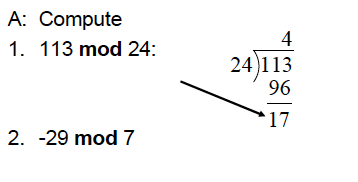 A: Compute
1. 113 mod 24:
4
24)113
96
17
2. -29 mod 7